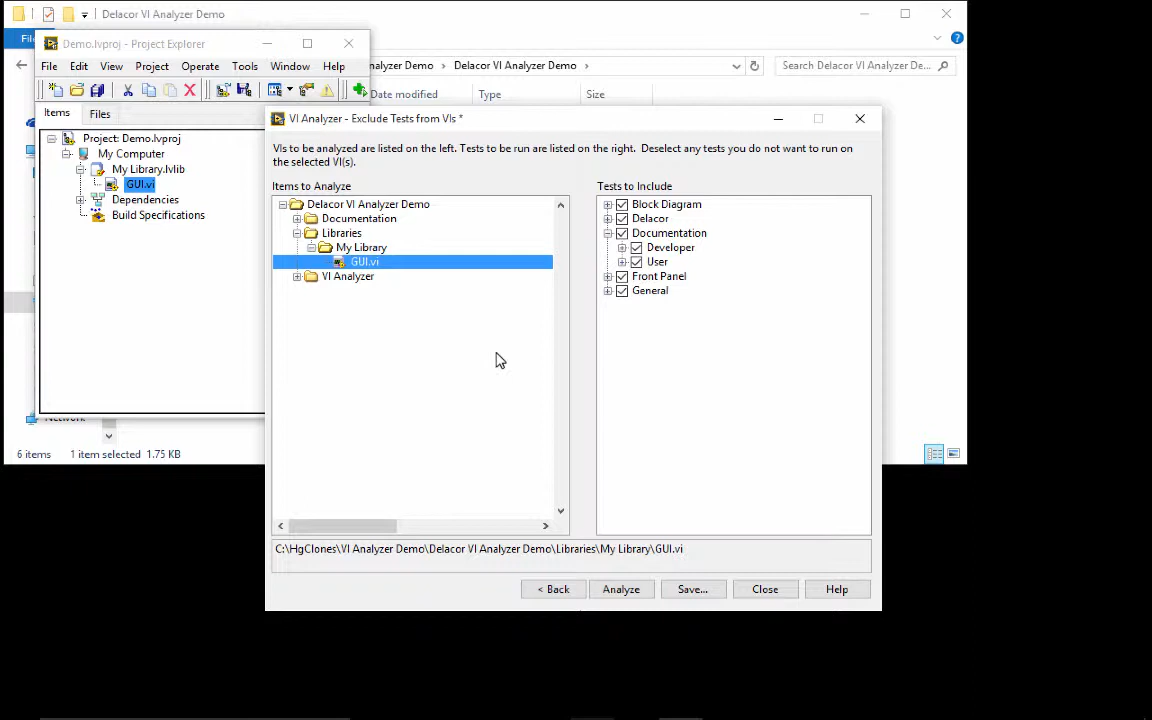 Delacor VI Analyzer Demo
Demo.lvproj - Project Explorer
File Edit View Project Operate Tools Window Help
Analyzer Demo > Delacor VI Analyzer Demo
Search Delacor VI Analyzer De...
Date modified Type Size
Items Files
Project: Demo.lvproj
My Computer
My Library.lvlib
GUI.vi
Dependencies
Build Specifications
6 items 1 item selected 1.75 KB
VI Analyzer - Exclude Tests from VIs *
VIs to be analyzed are listed on the left. Tests to be run are listed on the right. Deselect any tests you do not want to run on
the selected VI(s).
Items to Analyze
Delacor VI Analyzer Demo
Documentation
Libraries
My Library
GUI.vi
VI Analyzer
Tests to Include
Block Diagram
Delacor
Documentation
Developer
User
Front Panel
General
C:\HgClones\VI Analyzer Demo\Delacor VI Analyzer Demo\Libraries\My Library\GUI.vi
< Back Analyze Save... Close Help